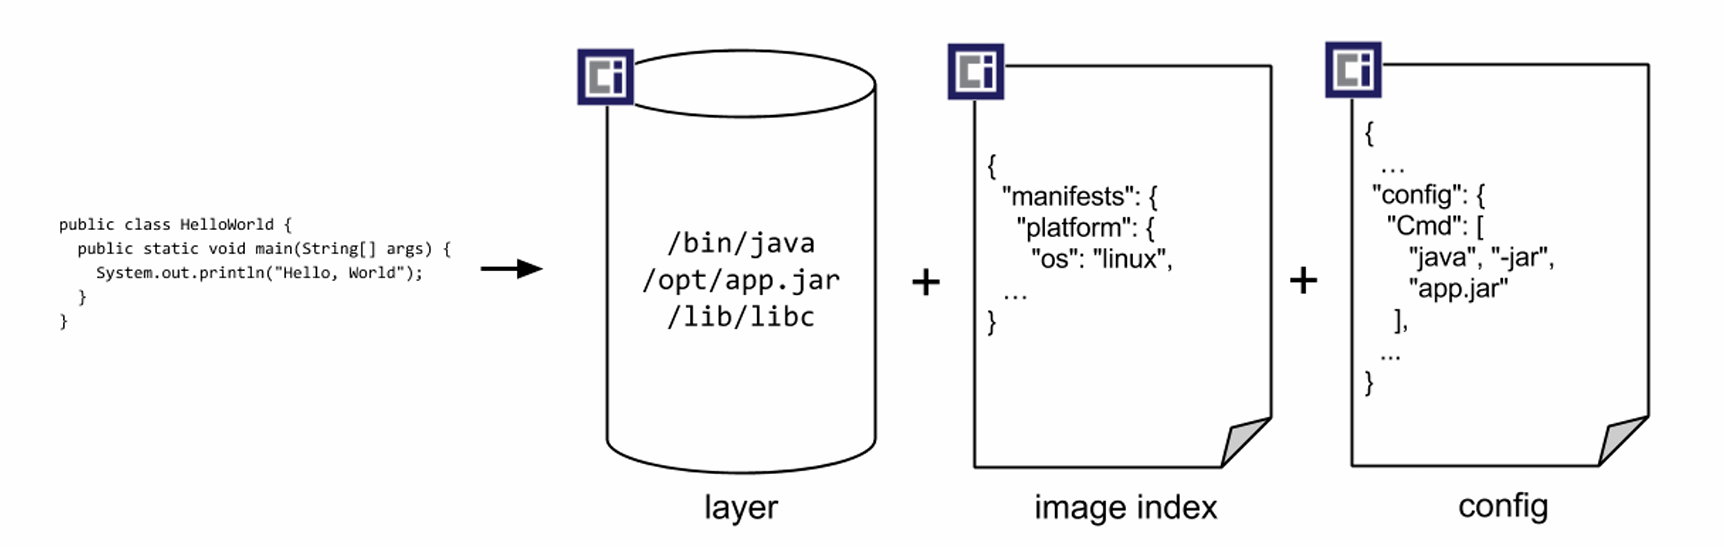 public class HelloWorld {
public static void main(String[] args) {
System.out.println("Hello, World");
}
}
Ci
/bin/java
/opt/app.jar
/lib/libc
layer
+
Ci
{
"manifests": {
"platform": {
"os": "linux",
...
}
image index
+
Ci
{
...
"config": {
"Cmd": [
"java", "-jar",
"app.jar"
],
...
}
config